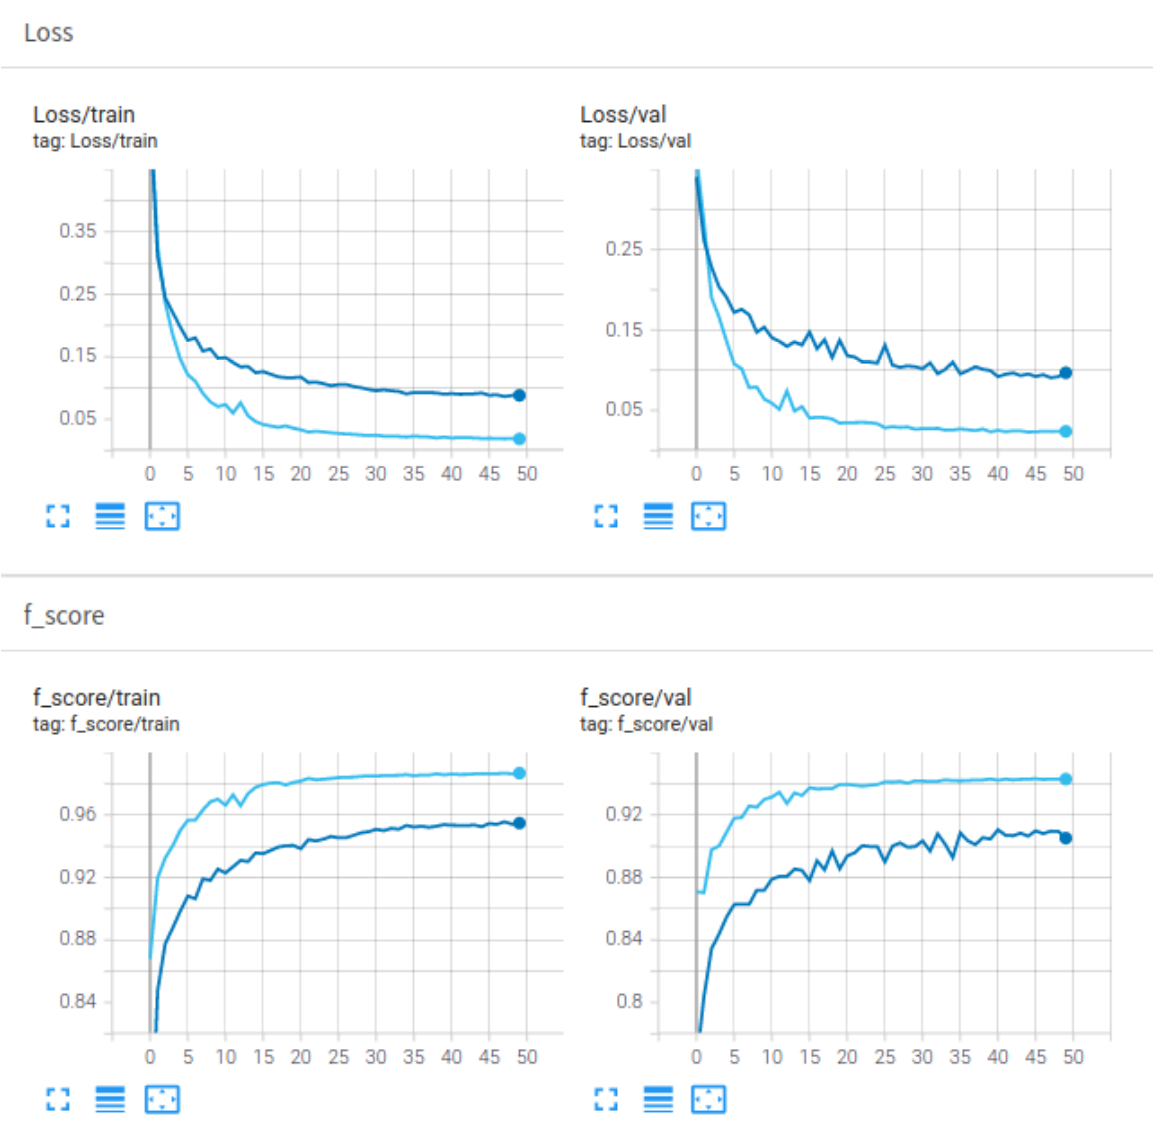 Loss
Loss/train
tag: Loss/train
0.35
0.25
0.15
0.05
0 5 10 15 20 25 30 35 40 45 50
Loss/val
tag: Loss/val
0.25
0.15
0.05
0 5 10 15 20 25 30 35 40 45 50
f_score
f_score/train
tag: f_score/train
0.96
0.92
0.88
0.84
0 5 10 15 20 25 30 35 40 45 50
f_score/val
tag: f_score/val
0.92
0.88
0.84
0.8
0 5 10 15 20 25 30 35 40 45 50